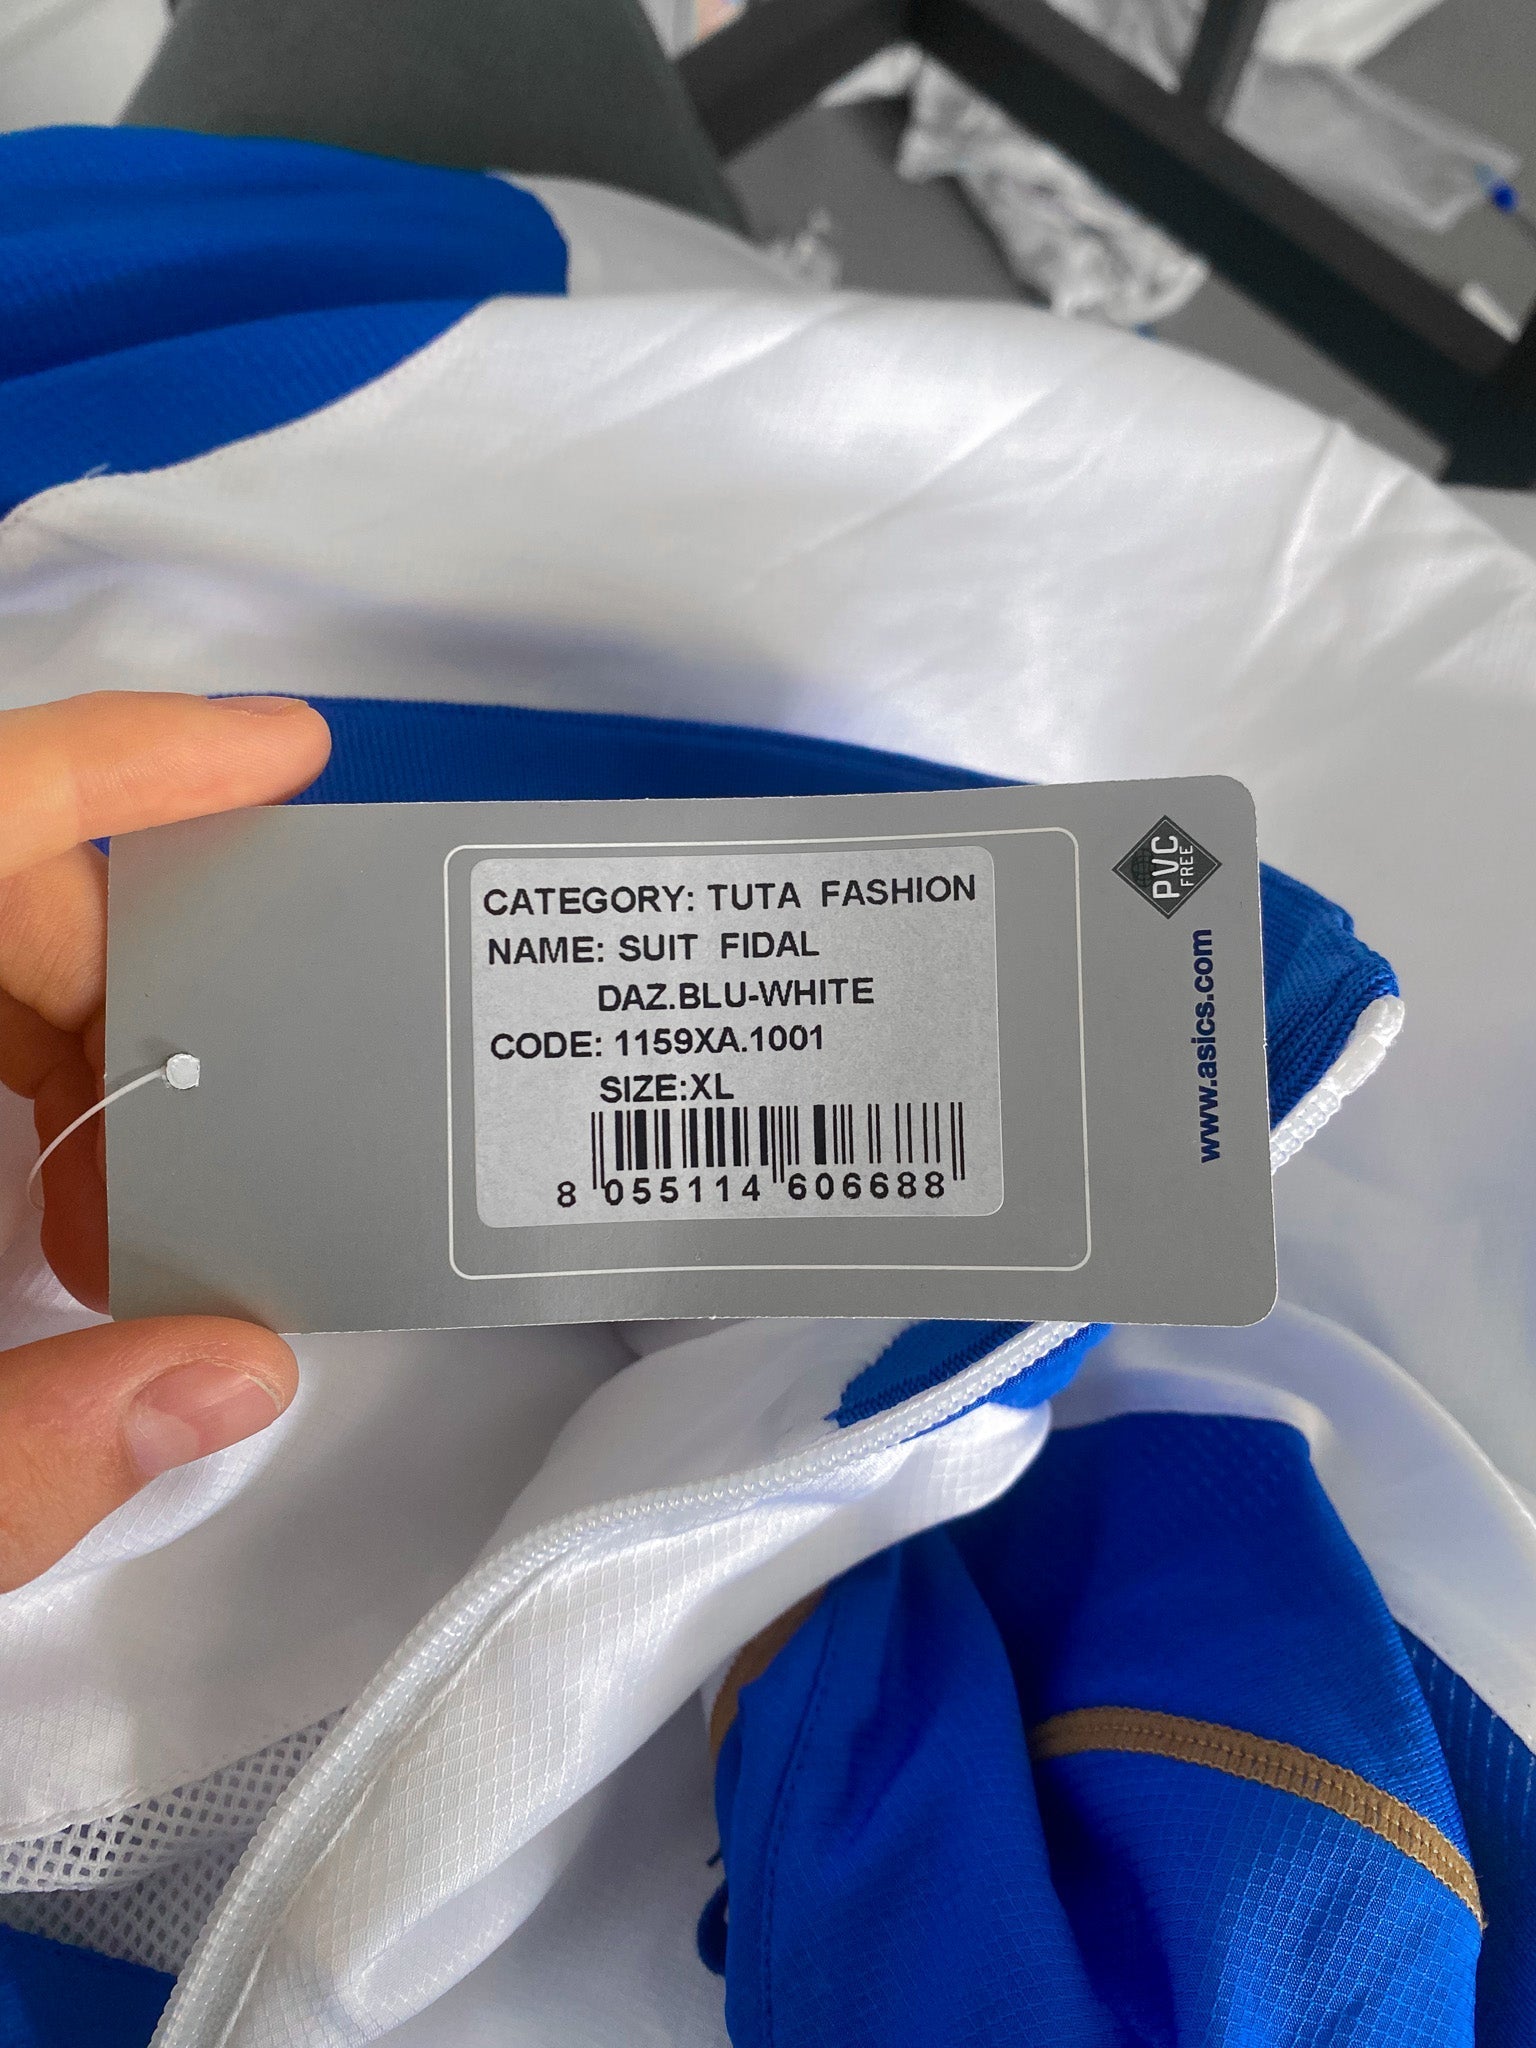 CATEGORY: TUTA FASHION
NAME: SUIT FIDAL
DAZ.BLU-WHITE
CODE: 1159XA.1001
SIZE:XL
8 055114 606688
PVC
FREE
www.asics.com